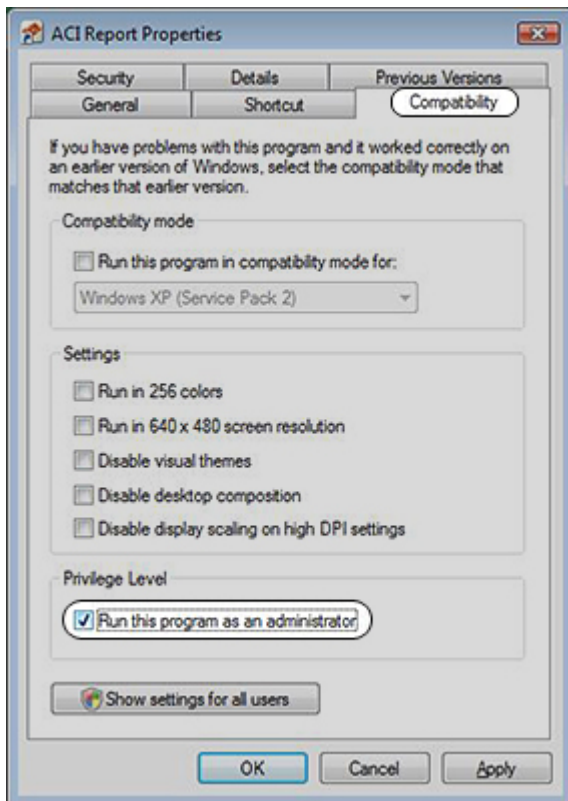 ACI Report Properties
Security
Details
Previous Versions
General
Shortcut
Compatibility
If you have problems with this program and it worked correctly on
an earlier version of Windows, select the compatibility mode that
matches that earlier version.
Compatibility mode
Run this program in compatibility mode for:
Windows XP (Service Pack 2)
Settings
Run in 256 colors
Run in 640 x 480 screen resolution
Disable visual themes
Disable desktop composition
Disable display scaling on high DPI settings
Privilege Level
Run this program as an administrator
Show settings for all users
OK
Cancel
Apply